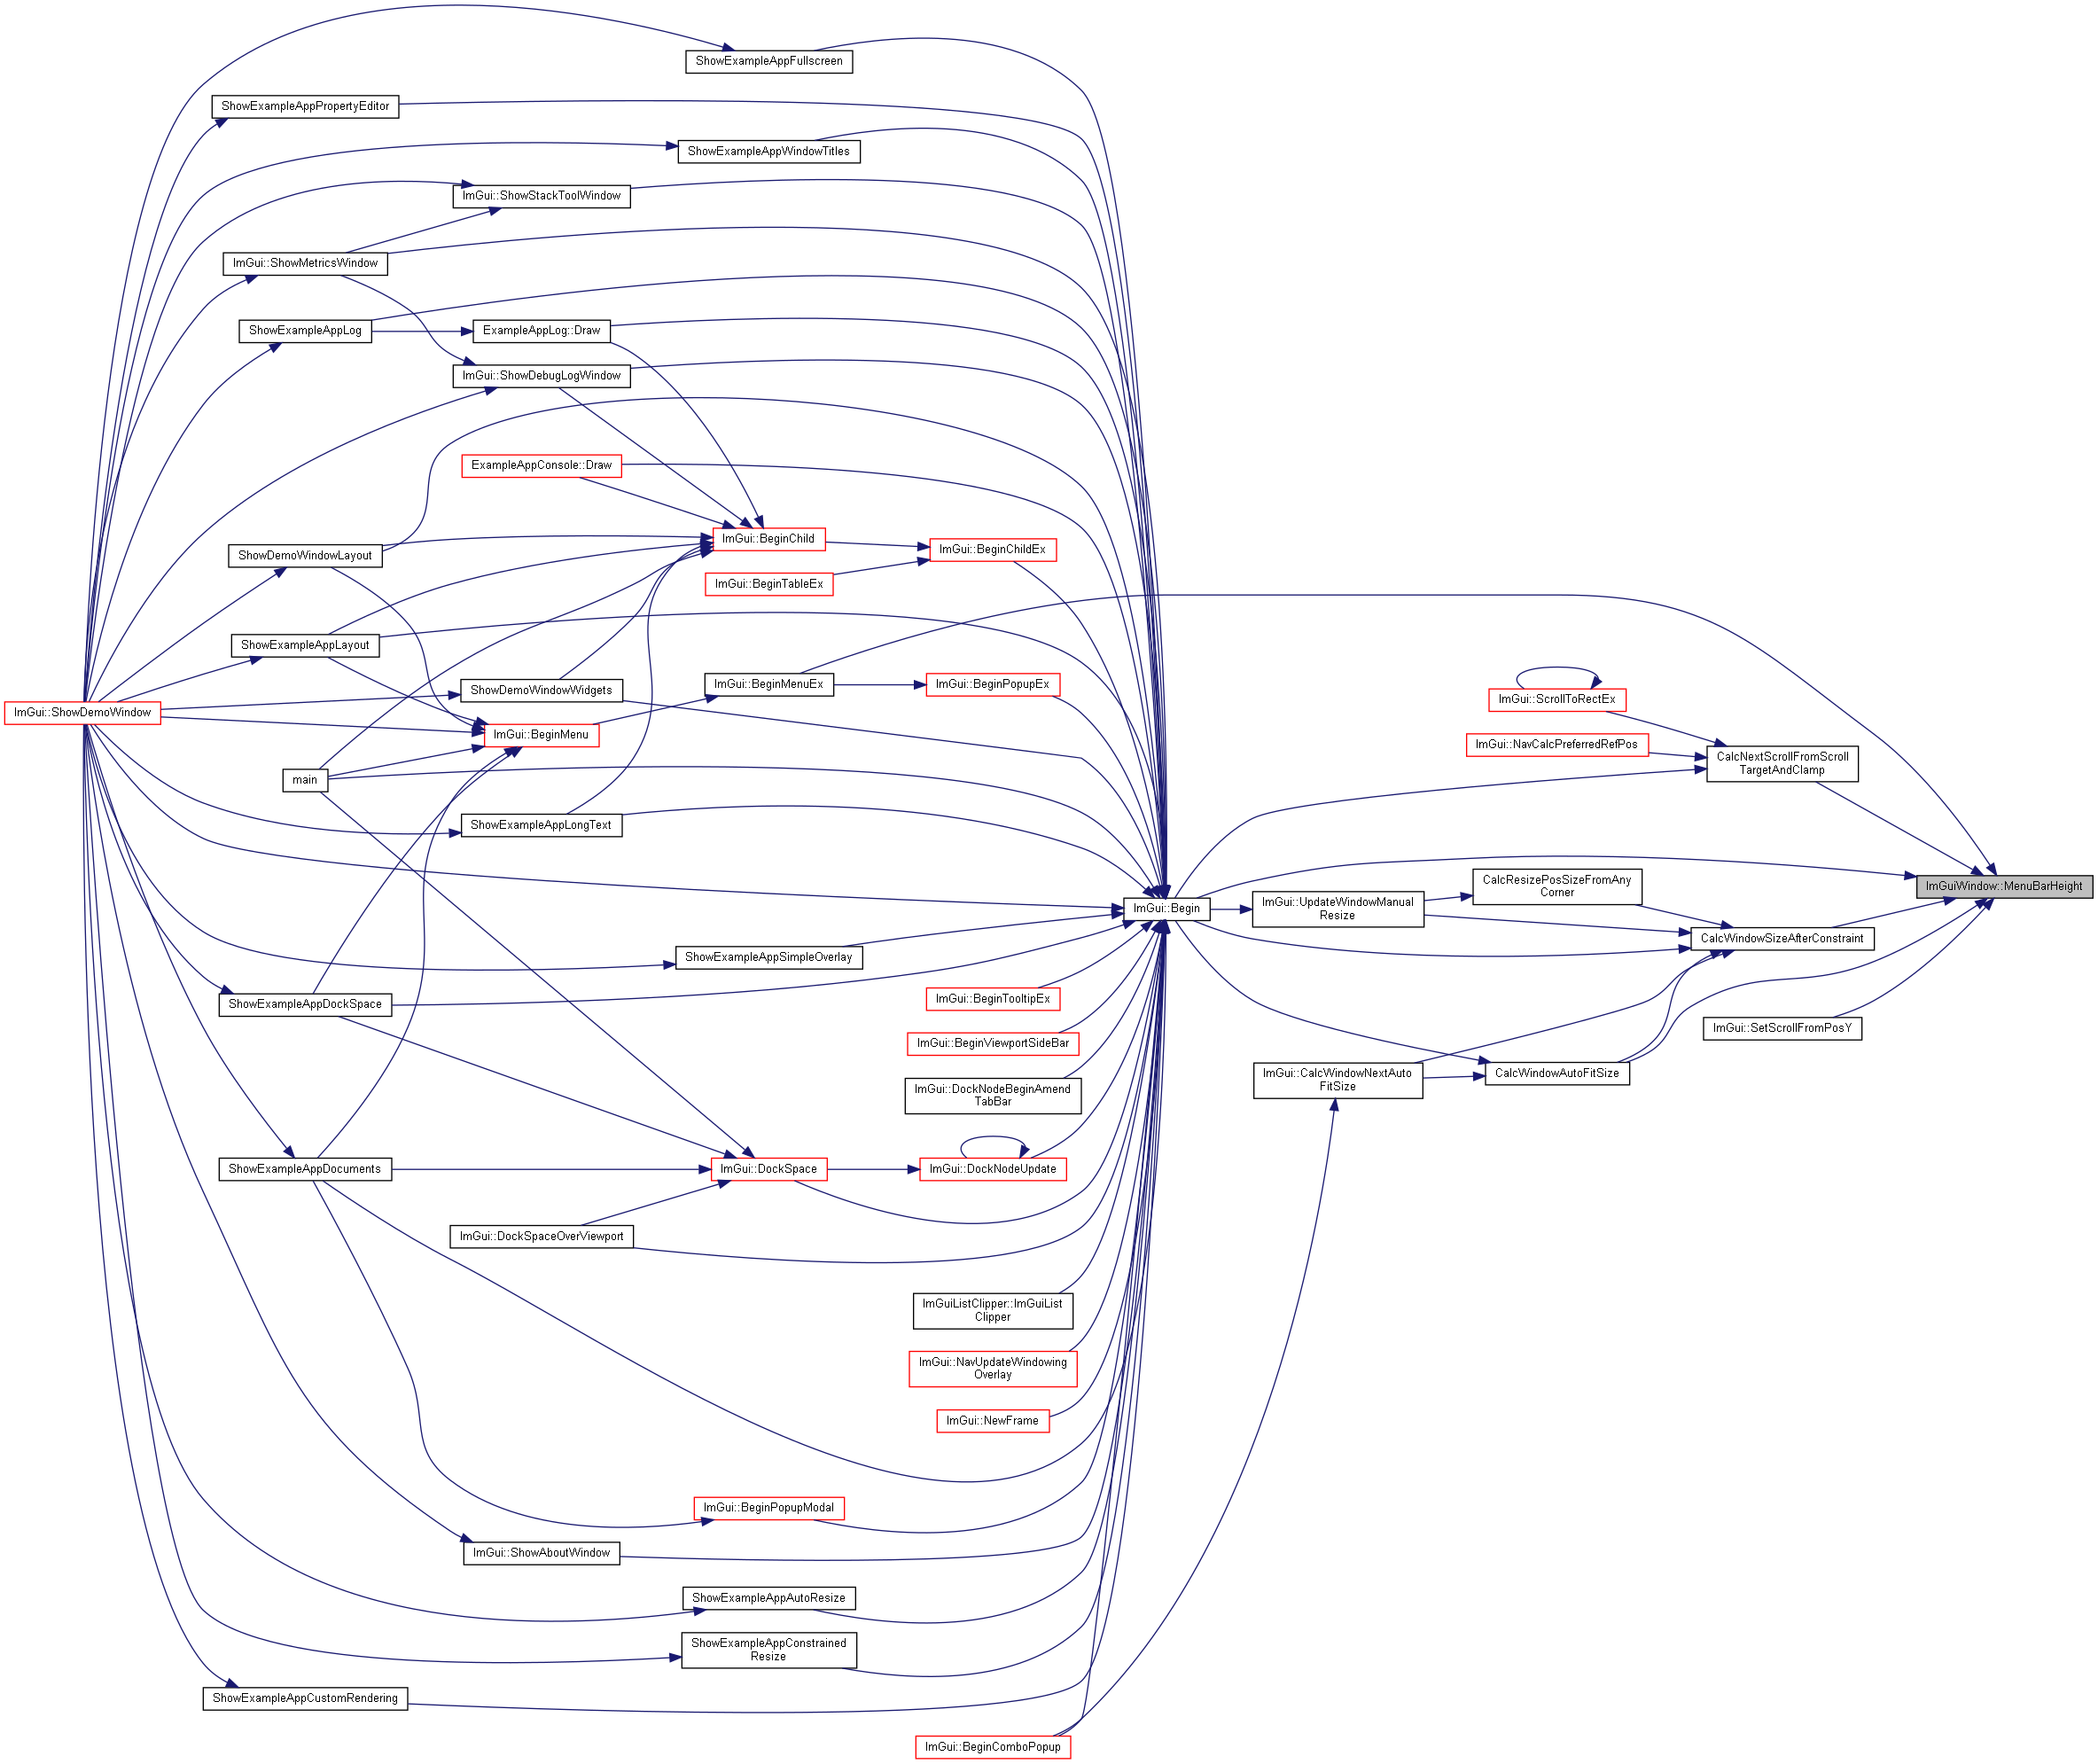 ShowExampleAppFullscreen
ShowExampleAppPropertyEditor
ShowExampleAppWindowTitles
ImGui::ShowStackToolWindow
ImGui::ShowMetricsWindow
ShowExampleAppLog
ExampleAppLog::Draw
ImGui::ShowDebugLogWindow
ExampleAppConsole::Draw
ImGui::BeginChild
ImGui::BeginChildEx
ShowDemoWindowLayout
ImGui::BeginTableEx
ShowExampleAppLayout
ImGui::BeginMenuEx
ImGui::BeginPopupEx
ShowDemoWindowWidgets
ImGui::ScrollToRectEx
ImGui::ShowDemoWindow
ImGui::BeginMenu
ImGui::NavCalcPreferredRefPos
CalcNextScrollFromScroll
TargetAndClamp
main
ShowExampleAppLongText
CalcResizePosSizeFromAny
Corner
ImGuiWindow::MenuBarHeight
ImGui::Begin
ImGui::UpdateWindowManual
Resize
CalcWindowSizeAfterConstraint
ShowExampleAppSimpleOverlay
ShowExampleAppDockSpace
ImGui::BeginTooltipEx
ImGui::SetScrollFromPosY
ImGui::BeginViewportSideBar
ImGui::CalcWindowNextAuto
FitSize
CalcWindowAutoFitSize
ImGui::DockNodeBeginAmend
TabBar
ShowExampleAppDocuments
ImGui::DockSpace
ImGui::DockNodeUpdate
ImGui::DockSpaceOverViewport
ImGuiListClipper::ImGuiList
Clipper
ImGui::NavUpdateWindowing
Overlay
ImGui::NewFrame
ImGui::BeginPopupModal
ImGui::ShowAboutWindow
ShowExampleAppAutoResize
ShowExampleAppConstrained
Resize
ShowExampleAppCustomRendering
ImGui::BeginComboPopup